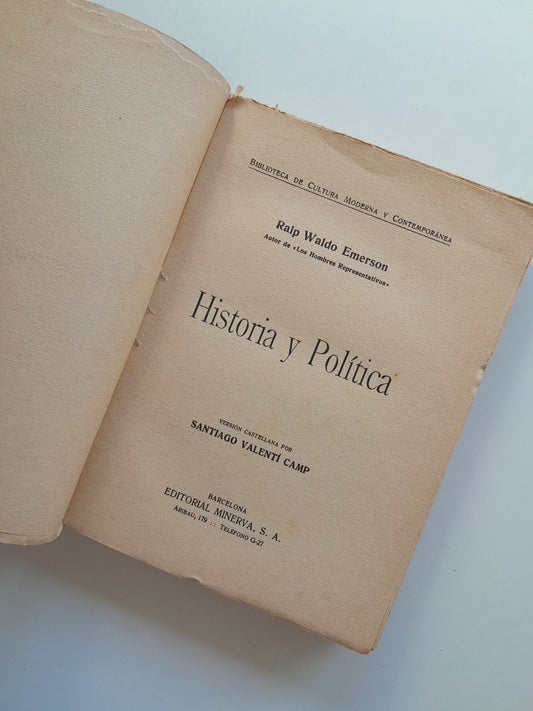 BIBLIOTECA DE CULTURA MODERNA Y CONTEMPORÁNEA
Ralp Waldo Emerson
Autor de «Los Hombres Representativos»
Historia y Política
VERSIÓN CASTELLANA POR
SANTIAGO VALENTÍ CAMP
BARCELONA
EDITORIAL MINERVA, S. A.
ARIBAU, 179 :: TELÉFONO G-27